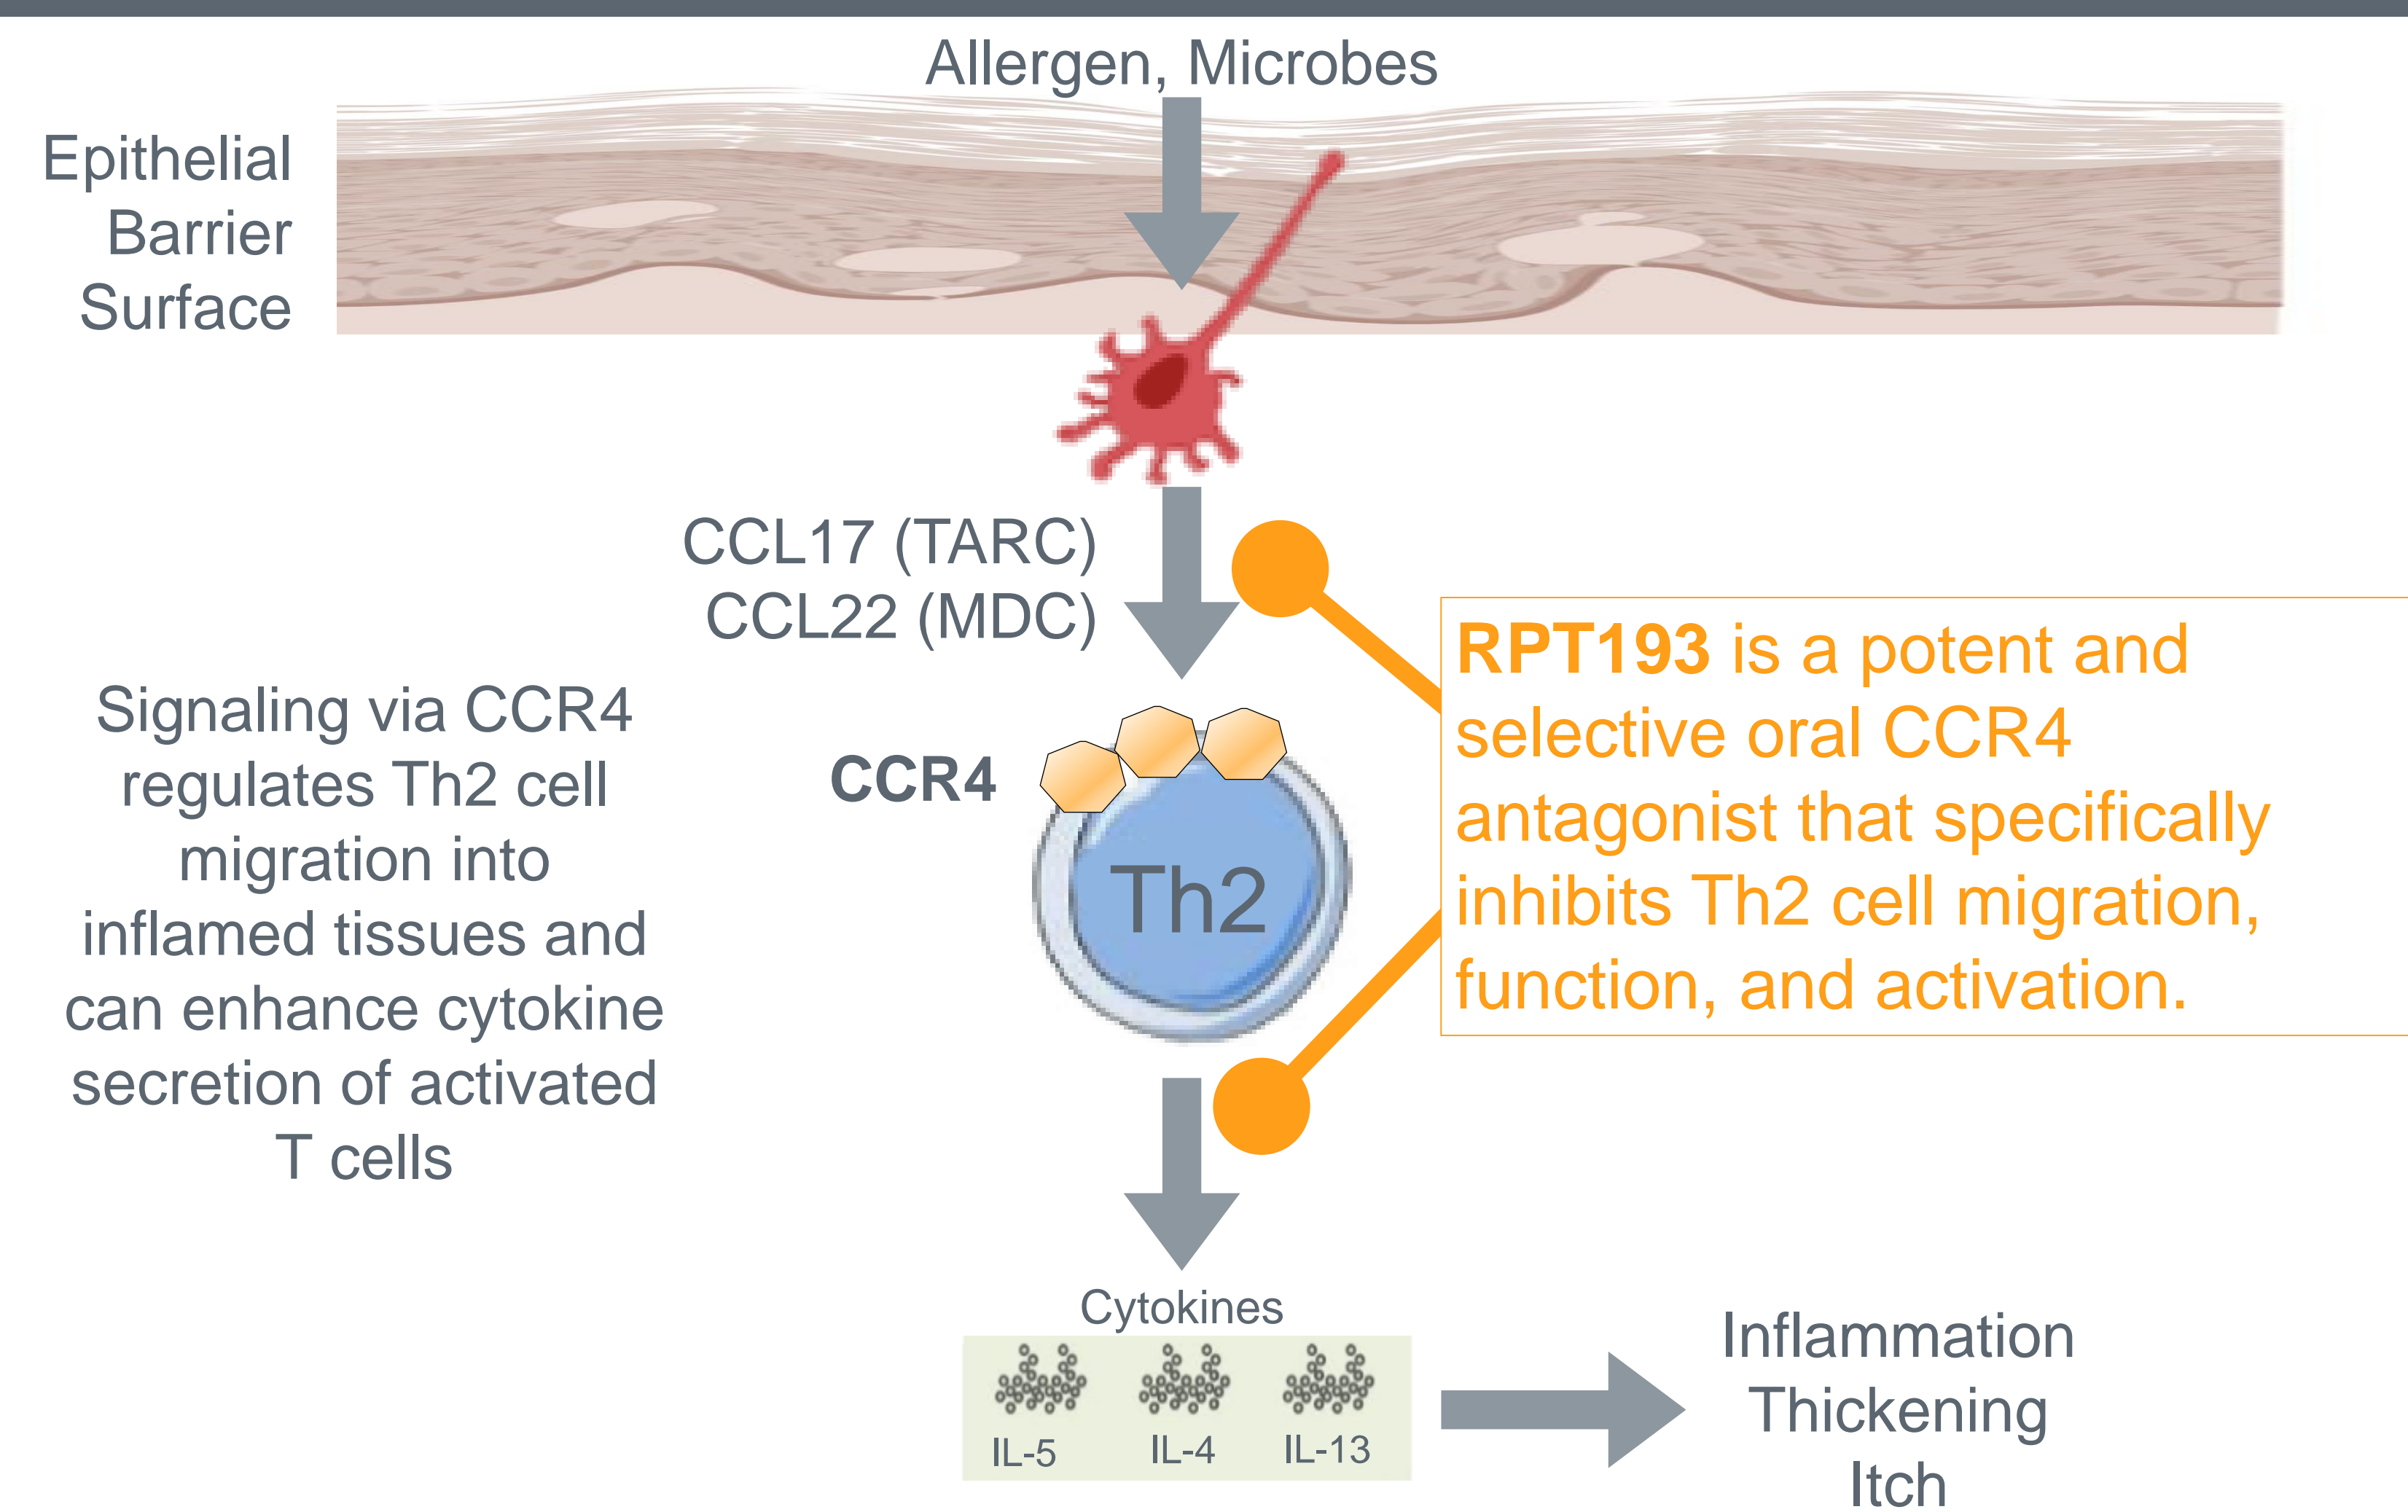 Allergen, Microbes
Epithelial
Barrier
Surface
CCL17 (TARC)
CCL22 (MDC)
Signaling via CCR4
regulates Th2 cell
migration into
inflamed tissues and
can enhance cytokine
secretion of activated
T cells
CCR4
Th2
RPT193 is a potent and
selective oral CCR4
antagonist that specifically
inhibits Th2 cell migration,
function, and activation.
Cytokines
IL-5 IL-4 IL-13
Inflammation
Thickening
Itch